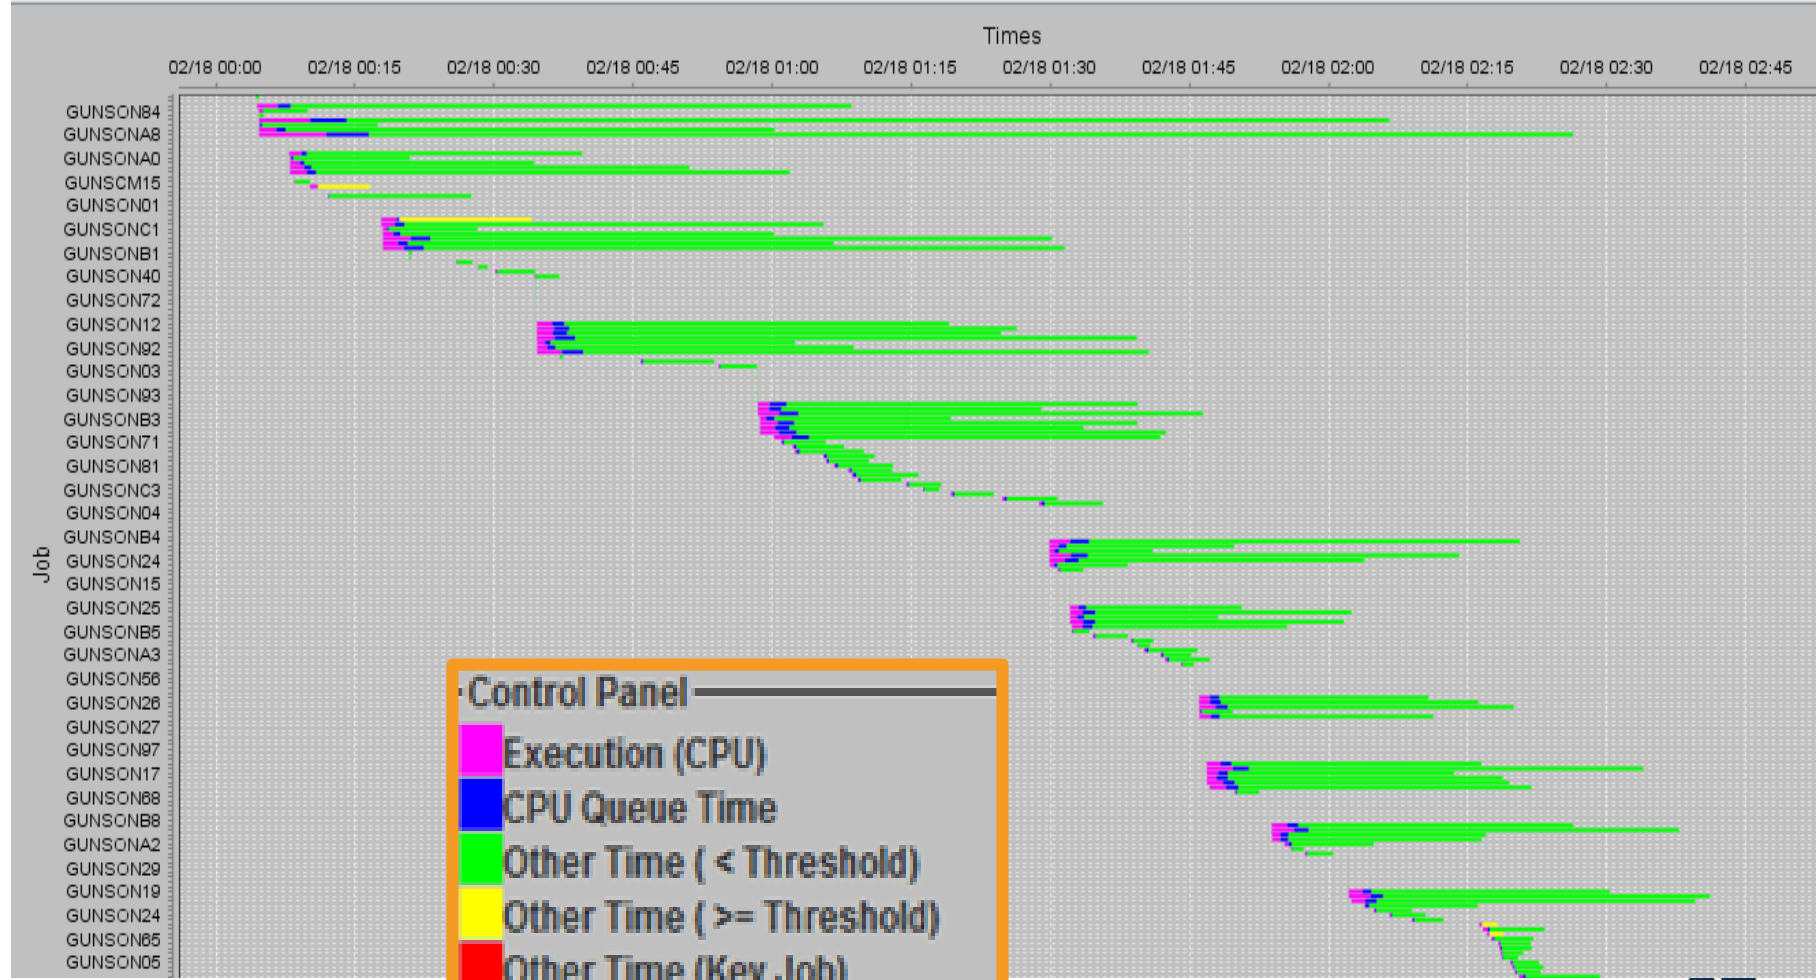 Times
02/18 00:00 02/18 00:15 02/18 00:30 02/18 00:45 02/18 01:00 02/18 01:15 02/18 01:30 02/18 01:45 02/18 02:00 02/18 02:15 02/18 02:30 02/18 02:45
GUNSON84
GUNSONA8
GUNSONA0
GUNSCM15
GUNSON01
GUNSONC1
GUNSONB1
GUNSON40
GUNSON72
GUNSON12
GUNSON92
GUNSON03
GUNSON93
GUNSONB3
GUNSON71
GUNSON81
GUNSONC3
GUNSON04
GUNSONB4
Job
GUNSON24
GUNSON15
GUNSON25
GUNSONB5
GUNSONA3
GUNSON56
GUNSON26
GUNSON27
GUNSON97
GUNSON17
GUNSON68
GUNSONB8
GUNSONA2
GUNSON29
GUNSON19
GUNSON24
GUNSON65
GUNSON05
Control Panel
Execution (CPU)
CPU Queue Time
Other Time ( < Threshold)
Other Time ( >= Threshold)
Other Time (Key Job)